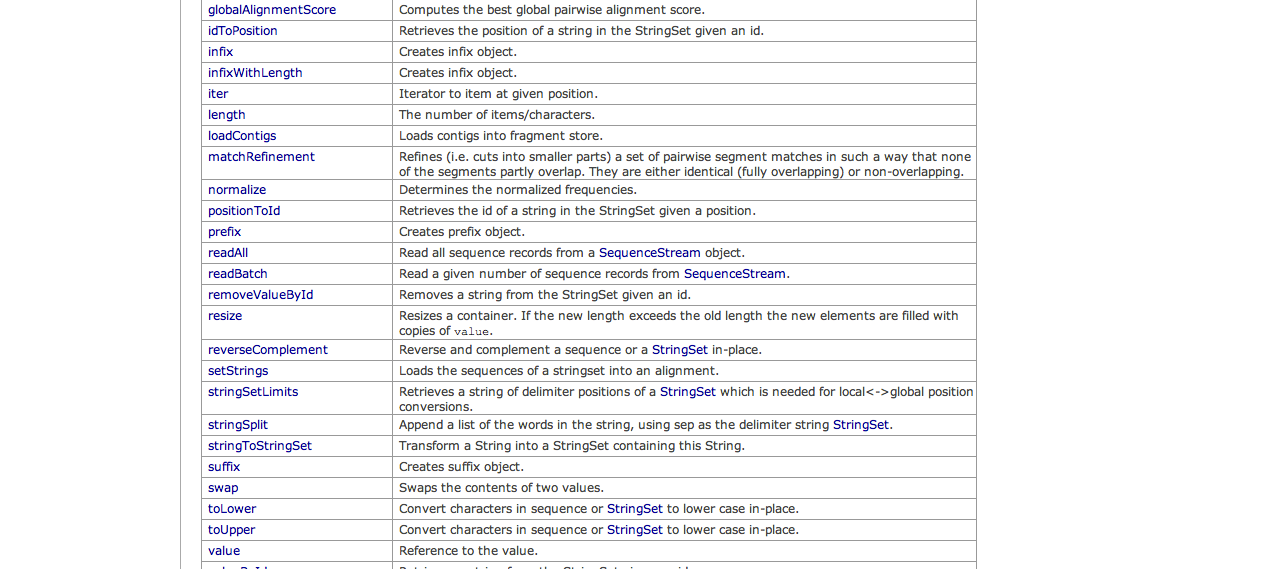 globalAlignmentScore Computes the best global pairwise alignment score.
idToPosition Retrieves the position of a string in the StringSet given an id.
infix Creates infix object.
infixWithLength Creates infix object.
iter Iterator to item at given position.
length The number of items/characters.
loadContigs Loads contigs into fragment store.
matchRefinement Refines (i.e. cuts into smaller parts) a set of pairwise segment matches in such a way that none
of the segments partly overlap. They are either identical (fully overlapping) or non-overlapping.
normalize Determines the normalized frequencies.
positionToId Retrieves the id of a string in the StringSet given a position.
prefix Creates prefix object.
readAll Read all sequence records from a SequenceStream object.
readBatch Read a given number of sequence records from SequenceStream.
removeValueById Removes a string from the StringSet given an id.
resize Resizes a container. If the new length exceeds the old length the new elements are filled with
copies of value.
reverseComplement Reverse and complement a sequence or a StringSet in-place.
setStrings Loads the sequences of a stringset into an alignment.
stringSetLimits Retrieves a string of delimiter positions of a StringSet which is needed for local<->global position
conversions.
stringSplit Append a list of the words in the string, using sep as the delimiter string StringSet.
stringToStringSet Transform a String into a StringSet containing this String.
suffix Creates suffix object.
swap Swaps the contents of two values.
toLower Convert characters in sequence or StringSet to lower case in-place.
toUpper Convert characters in sequence or StringSet to lower case in-place.
value Reference to the value.